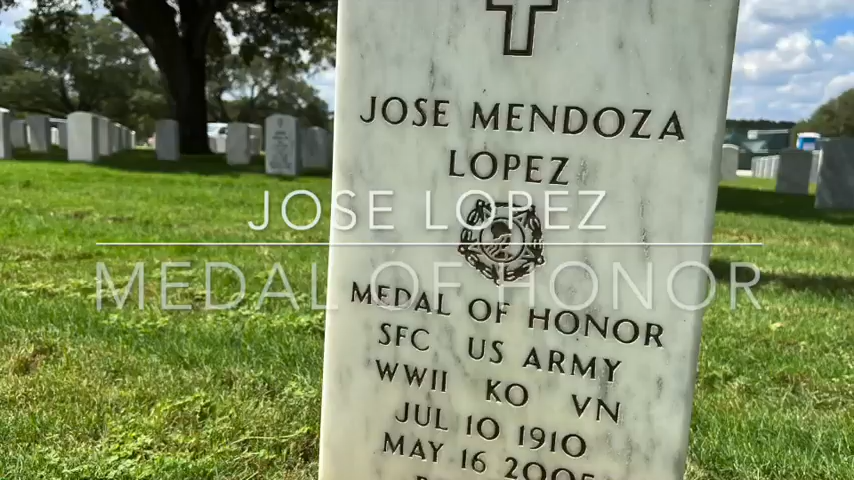 JOSE MENDOZA
LOPEZ
JOSE LOPEZ
MEDAL OF HONOR
MEDAL OF HONOR
SFC US ARMY
WWII KO VN
JUL 10 1910
MAY 16 2005